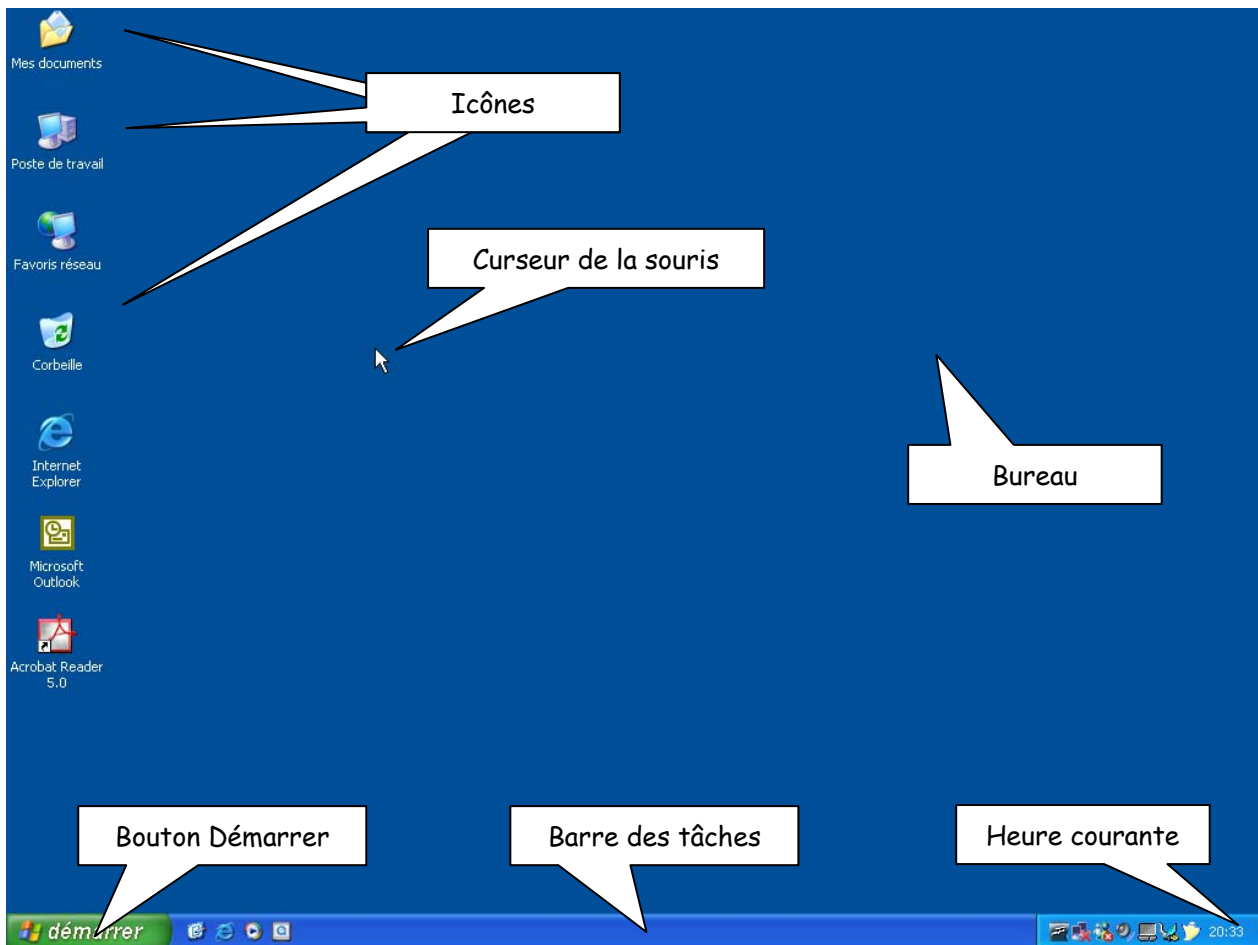 Mes documents
Icônes
Poste de travail
Favoris réseau
Curseur de la souris
Corbeille
Internet
Explorer
Bureau
Microsoft
Outlook
Acrobat Reader
5.0
Bouton Démarrer
Barre des tâches
Heure courante
démarrer
20:33